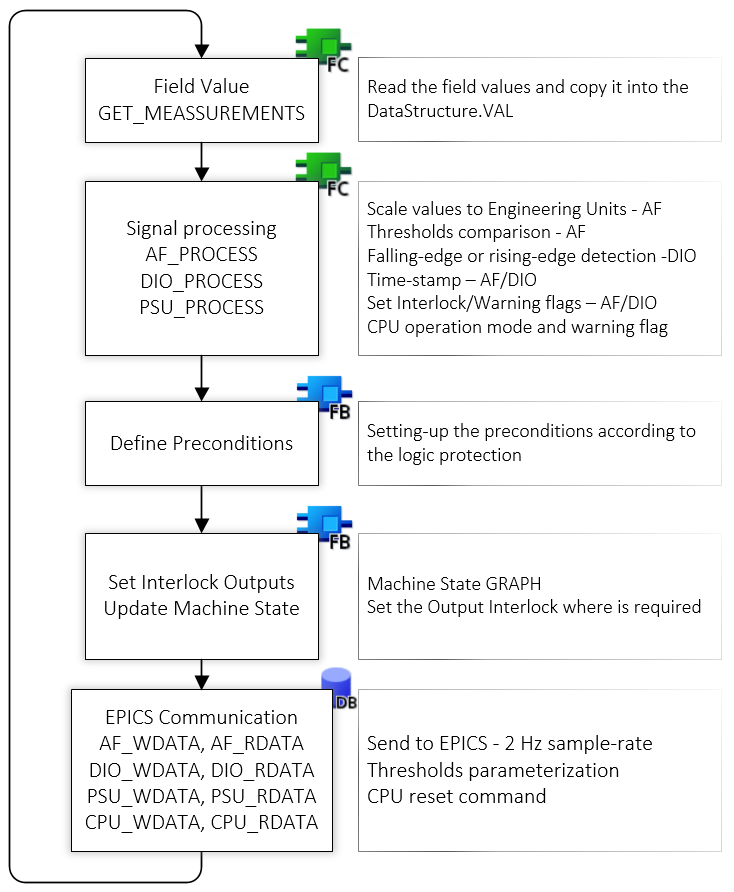 FC
Field Value
GET_MEASSUREMENTS
Read the field values and copy it into the
DataStructure.VAL
FC
Signal processing
AF_PROCESS
DIO_PROCESS
PSU_PROCESS
Scale values to Engineering Units - AF
Thresholds comparison - AF
Falling-edge or rising-edge detection -DIO
Time-stamp – AF/DIO
Set Interlock/Warning flags – AF/DIO
CPU operation mode and warning flag
FB
Define Preconditions
Setting-up the preconditions according to
the logic protection
FB
Set Interlock Outputs
Update Machine State
Machine State GRAPH
Set the Output Interlock where is required
DB
EPICS Communication
AF_WDATA, AF_RDATA
DIO_WDATA, DIO_RDATA
PSU_WDATA, PSU_RDATA
CPU_WDATA, CPU_RDATA
Send to EPICS - 2 Hz sample-rate
Thresholds parameterization
CPU reset command